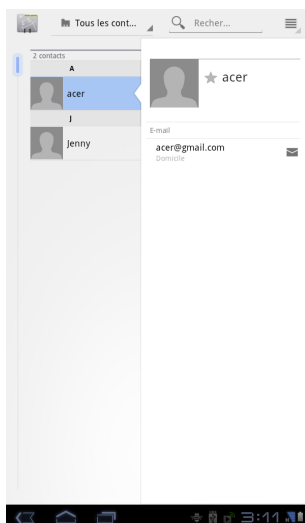 Tous les cont...
Recher...
2 contacts
A
acer
J
Jenny
acer
E-mail
acer@gmail.com
Domicile
3:11